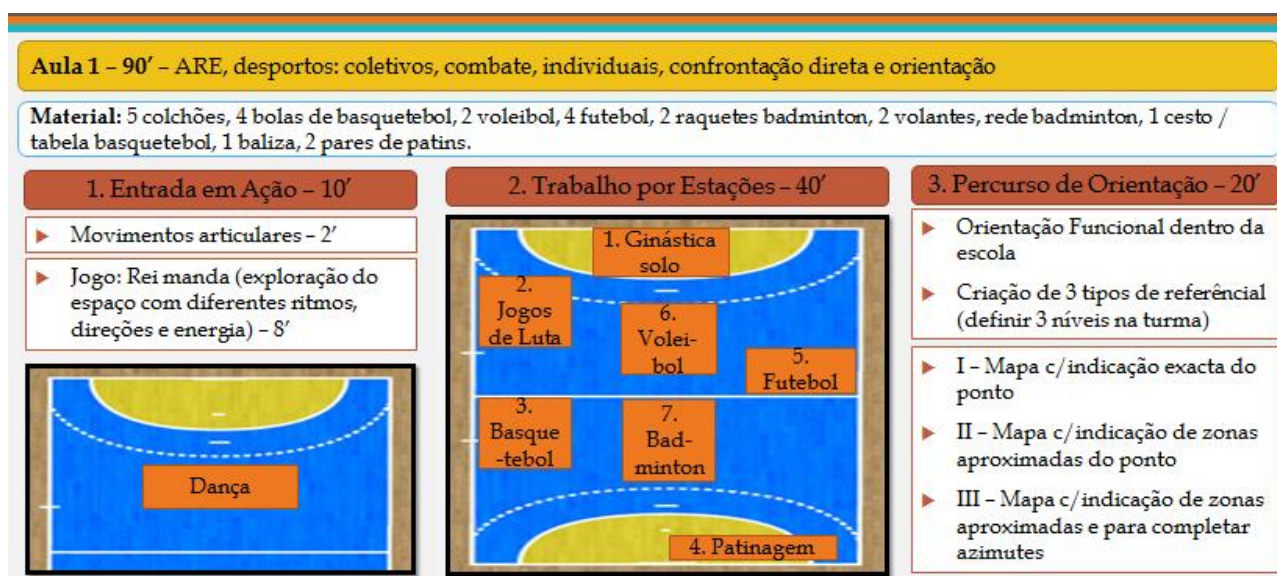 Aula 1 – 90’ – ARE, desportos: coletivos, combate, individuais, confrontação direta e orientação
Material: 5 colchões, 4 bolas de basquetebol, 2 voleibol, 4 futebol, 2 raquetes badminton, 2 volantes, rede badminton, 1 cesto /
tabela basquetebol, 1 baliza, 2 pares de patins.
1. Entrada em Ação – 10’
Movimentos articulares – 2’
Jogo: Rei manda (exploração do
espaço com diferentes ritmos,
direções e energia) – 8’
Dança
2. Trabalho por Estações – 40’
1. Ginástica
solo
2.
Jogos
de Luta
6.
Volei-
bol
5.
Futebol
3.
Basque
-tebol
7.
Bad-
minton
4. Patinagem
3. Percurso de Orientação – 20’
Orientação Funcional dentro da
escola
Criação de 3 tipos de referêncial
(definir 3 níveis na turma)
I – Mapa c/indicação exacta do
ponto
II – Mapa c/indicação de zonas
aproximadas do ponto
III – Mapa c/indicação de zonas
aproximadas e para completar
azimutes